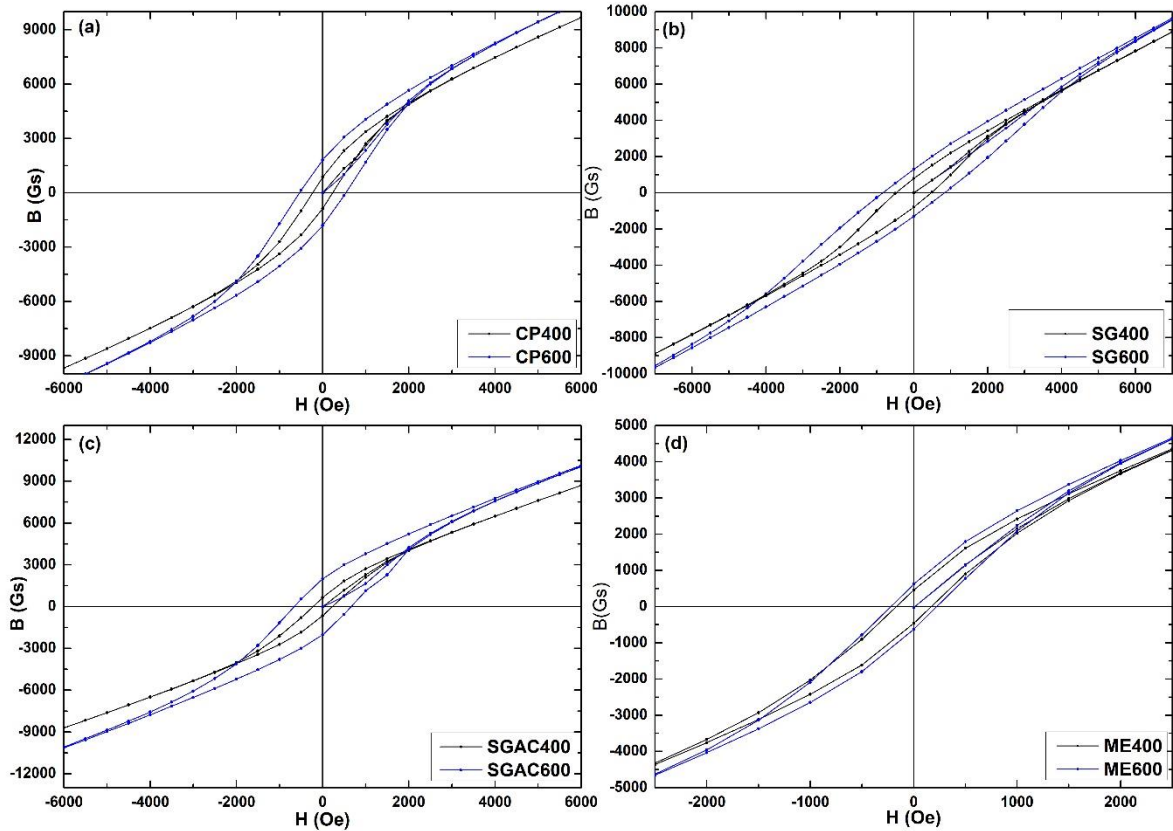 (a)
9000
6000
3000
0
-3000
-6000
-9000
B (Gs)
-6000 -4000 -2000 0 2000 4000 6000
H (Oe)
CP400
CP600
(b)
10000
8000
6000
4000
2000
0
-2000
-4000
-6000
-8000
-10000
B (Gs)
-6000 -4000 -2000 0 2000 4000 6000
H (Oe)
SG400
SG600
(c)
12000
9000
6000
3000
0
-3000
-6000
-9000
-12000
B (Gs)
-6000 -4000 -2000 0 2000 4000 6000
H (Oe)
SGAC400
SGAC600
(d)
5000
4000
3000
2000
1000
0
-1000
-2000
-3000
-4000
-5000
B(Gs)
-2000 -1000 0 1000 2000
H (Oe)
ME400
ME600